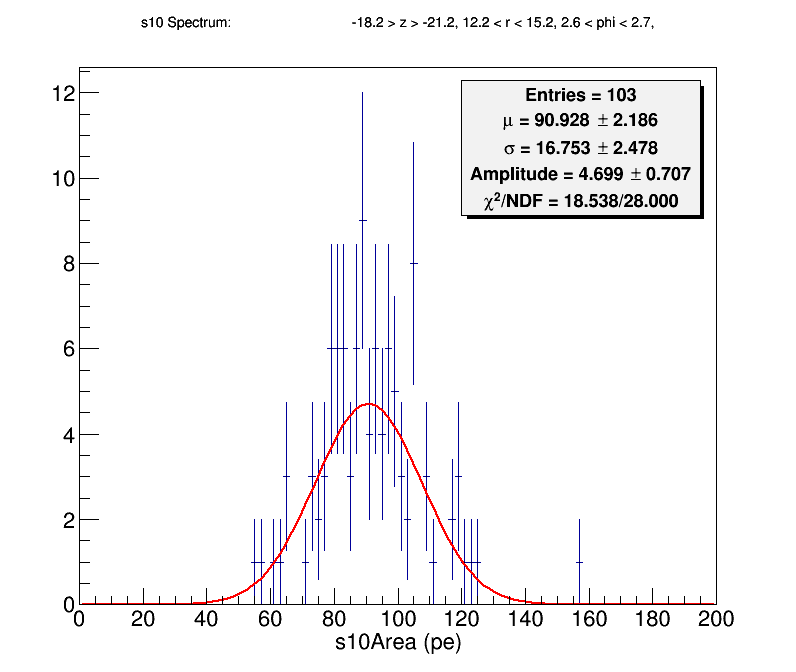 s10 Spectrum: -18.2 > z > -21.2, 12.2 < r < 15.2, 2.6 < phi < 2.7,
Entries = 103
μ = 90.928 ± 2.186
σ = 16.753 ± 2.478
Amplitude = 4.699 ± 0.707
χ²/NDF = 18.538/28.000
12
10
8
6
4
2
0
0 20 40 60 80 100 120 140 160 180 200
s10Area (pe)